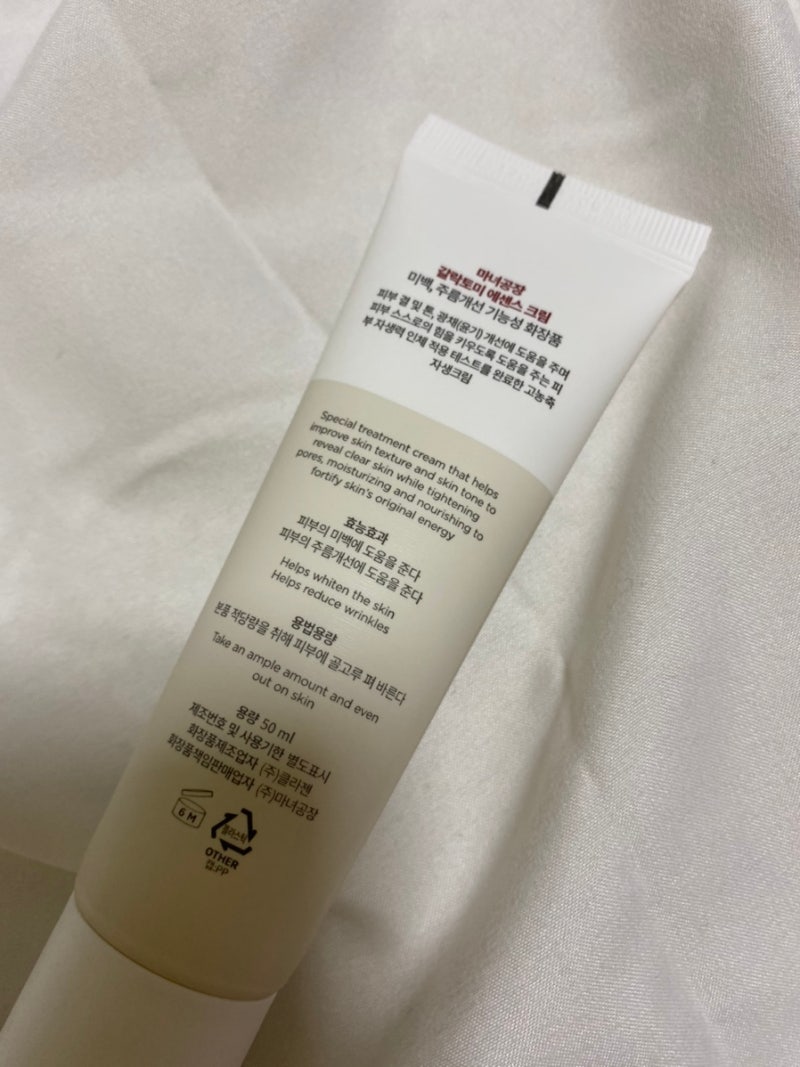 마녀공장
갈락토미 에센스 크림
미백, 주름개선 기능성 화장품
피부 결 및 톤, 광채(윤기) 개선에 도움을 주며
피부 스스로의 힘을 키우도록 도움을 주는 피
부 자생력 인체 적용 테스트를 완료한 고농축
자생크림
Special treatment cream that helps
improve skin texture and skin tone to
reveal clear skin while tightening
pores, moisturizing and nourishing to
fortify skin's original energy
효능효과
피부의 미백에 도움을 준다
피부의 주름개선에 도움을 준다
Helps whiten the skin
Helps reduce wrinkles
용법용량
본품 적당량을 취해 피부에 골고루 펴 바른다
Take an ample amount and even
out on skin
용량 50 ml
제조번호 및 사용기한 별도표시
화장품제조업자 (주)클라젠
화장품책임판매업자 (주)마녀공장
6 M
플라스틱
OTHER
캡:PP